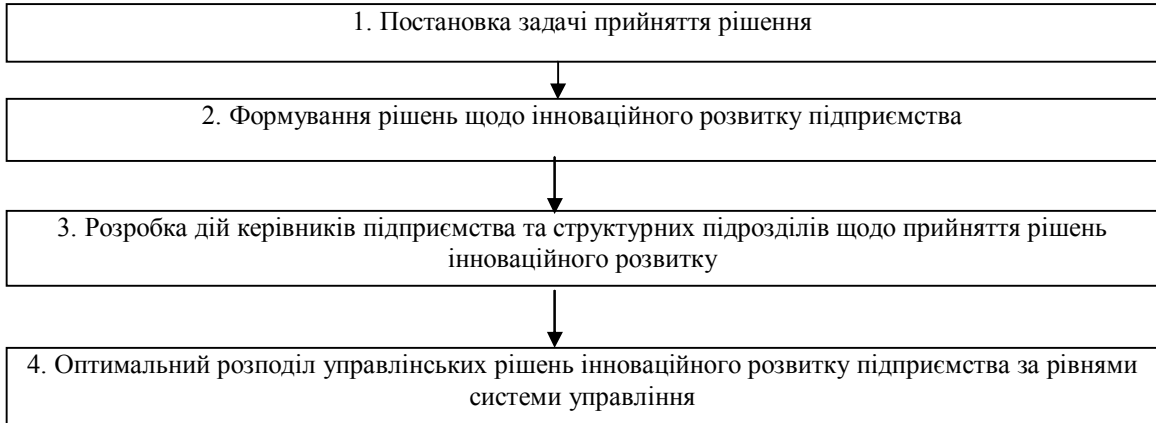 1. Постановка задачі прийняття рішення
2. Формування рішень щодо інноваційного розвитку підприємства
3. Розробка дій керівників підприємства та структурних підрозділів щодо прийняття рішень
інноваційного розвитку
4. Оптимальний розподіл управлінських рішень інноваційного розвитку підприємства за рівнями
системи управління